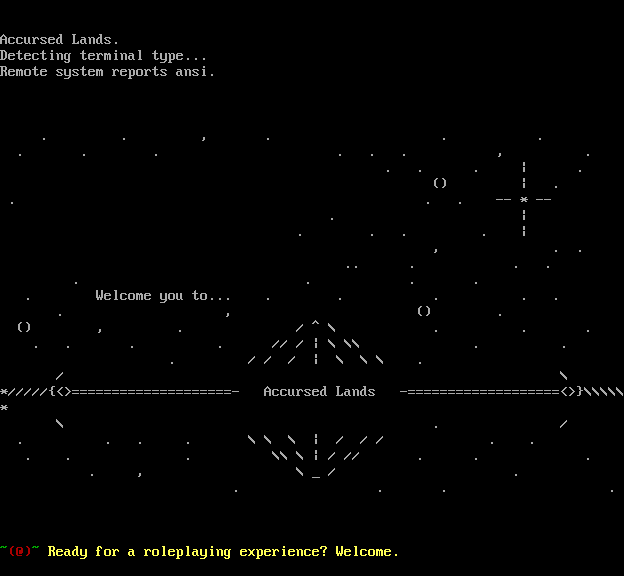 Accursed Lands.
Detecting terminal type...
Remote system reports ansi.
Welcome you to...
Accursed Lands
~(@)~ Ready for a roleplaying experience? Welcome.